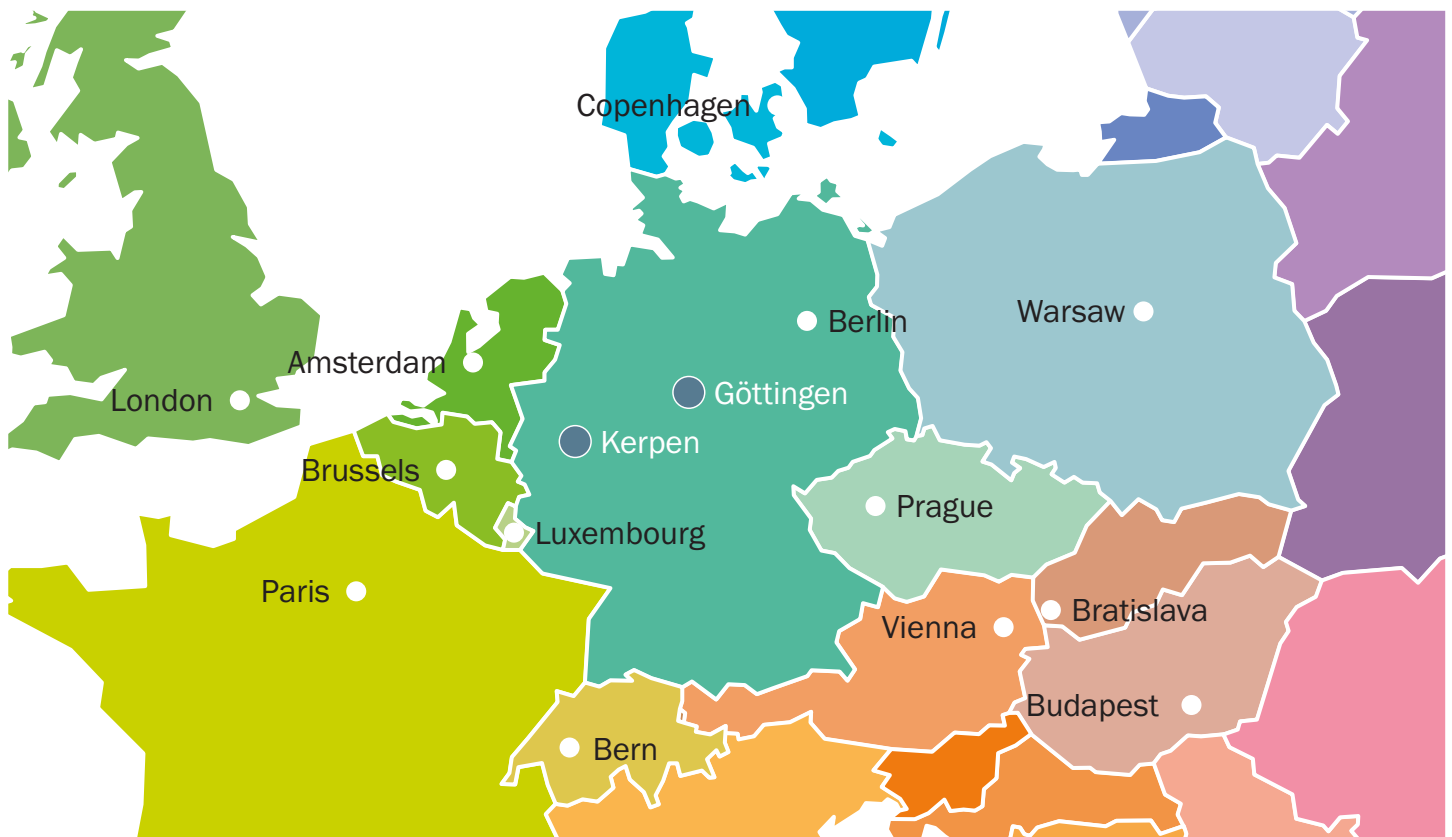 Copenhagen
Berlin
Warsaw
Amsterdam
Göttingen
London
Kerpen
Brussels
Prague
Luxembourg
Paris
Bratislava
Vienna
Budapest
Bern